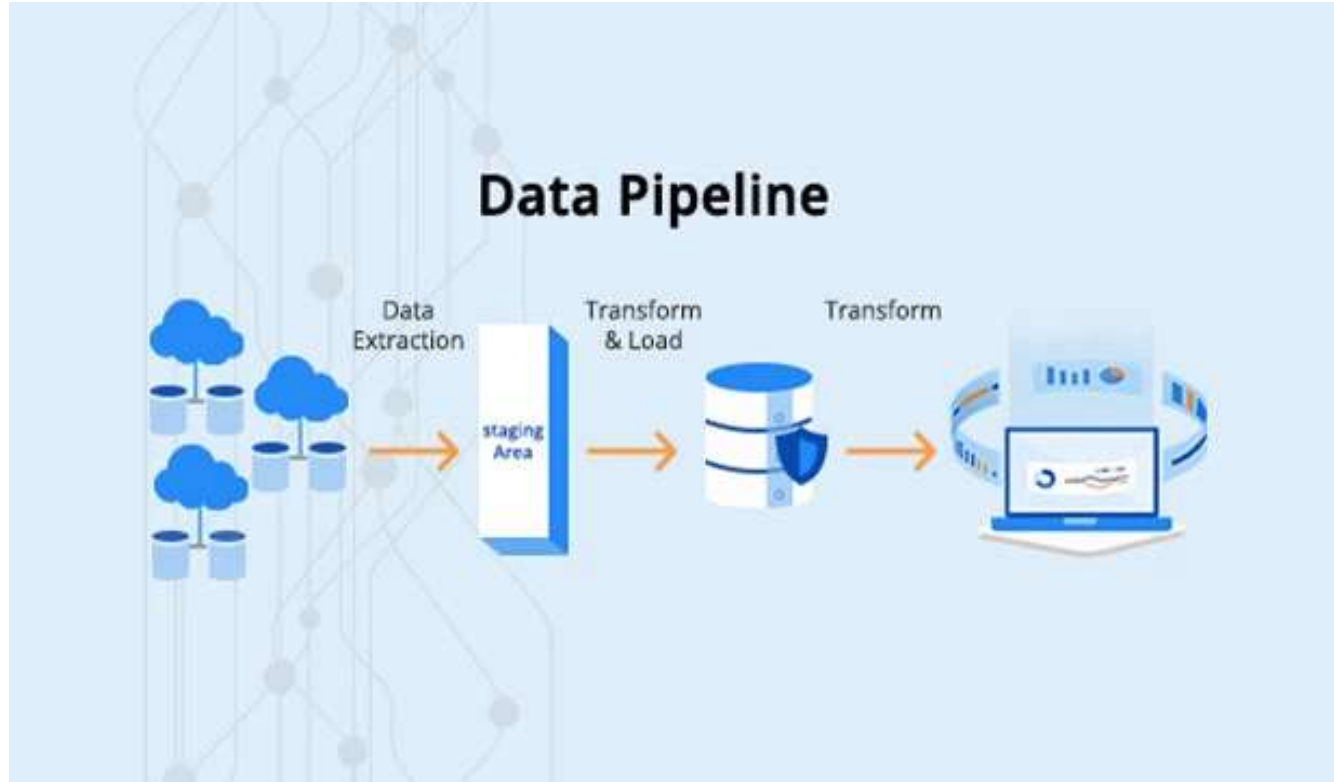 Data Pipeline
Data
Extraction
Transform
& Load
Transform
staging
Area